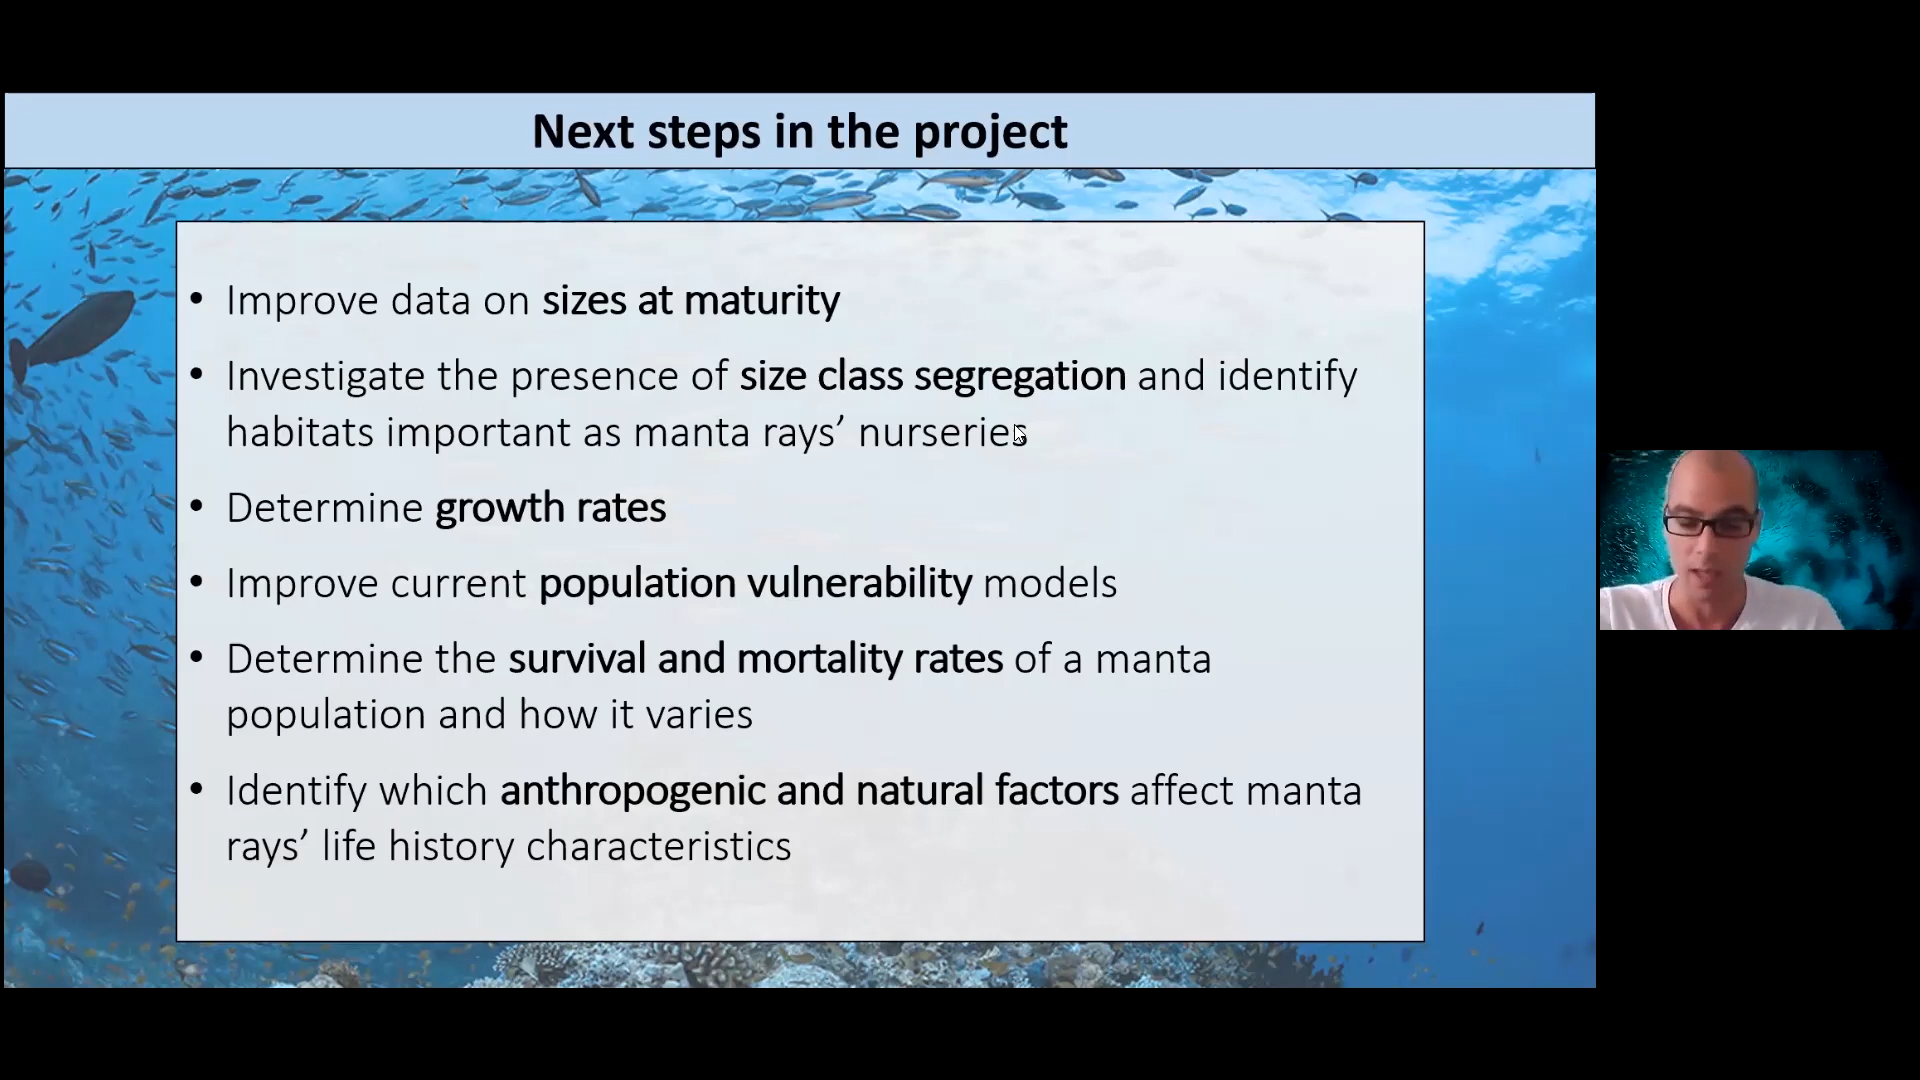 Next steps in the project
• Improve data on sizes at maturity
• Investigate the presence of size class segregation and identify
habitats important as manta rays’ nurseries
• Determine growth rates
• Improve current population vulnerability models
• Determine the survival and mortality rates of a manta
population and how it varies
• Identify which anthropogenic and natural factors affect manta
rays’ life history characteristics